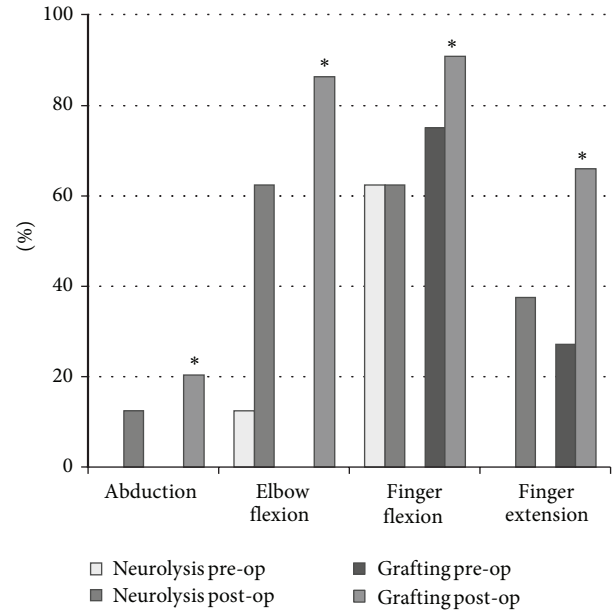 100
80
60
40
20
0
(%)
*
*
*
*
Abduction
Elbow
flexion
Finger
flexion
Finger
extension
Neurolysis pre-op
Neurolysis post-op
Grafting pre-op
Grafting post-op